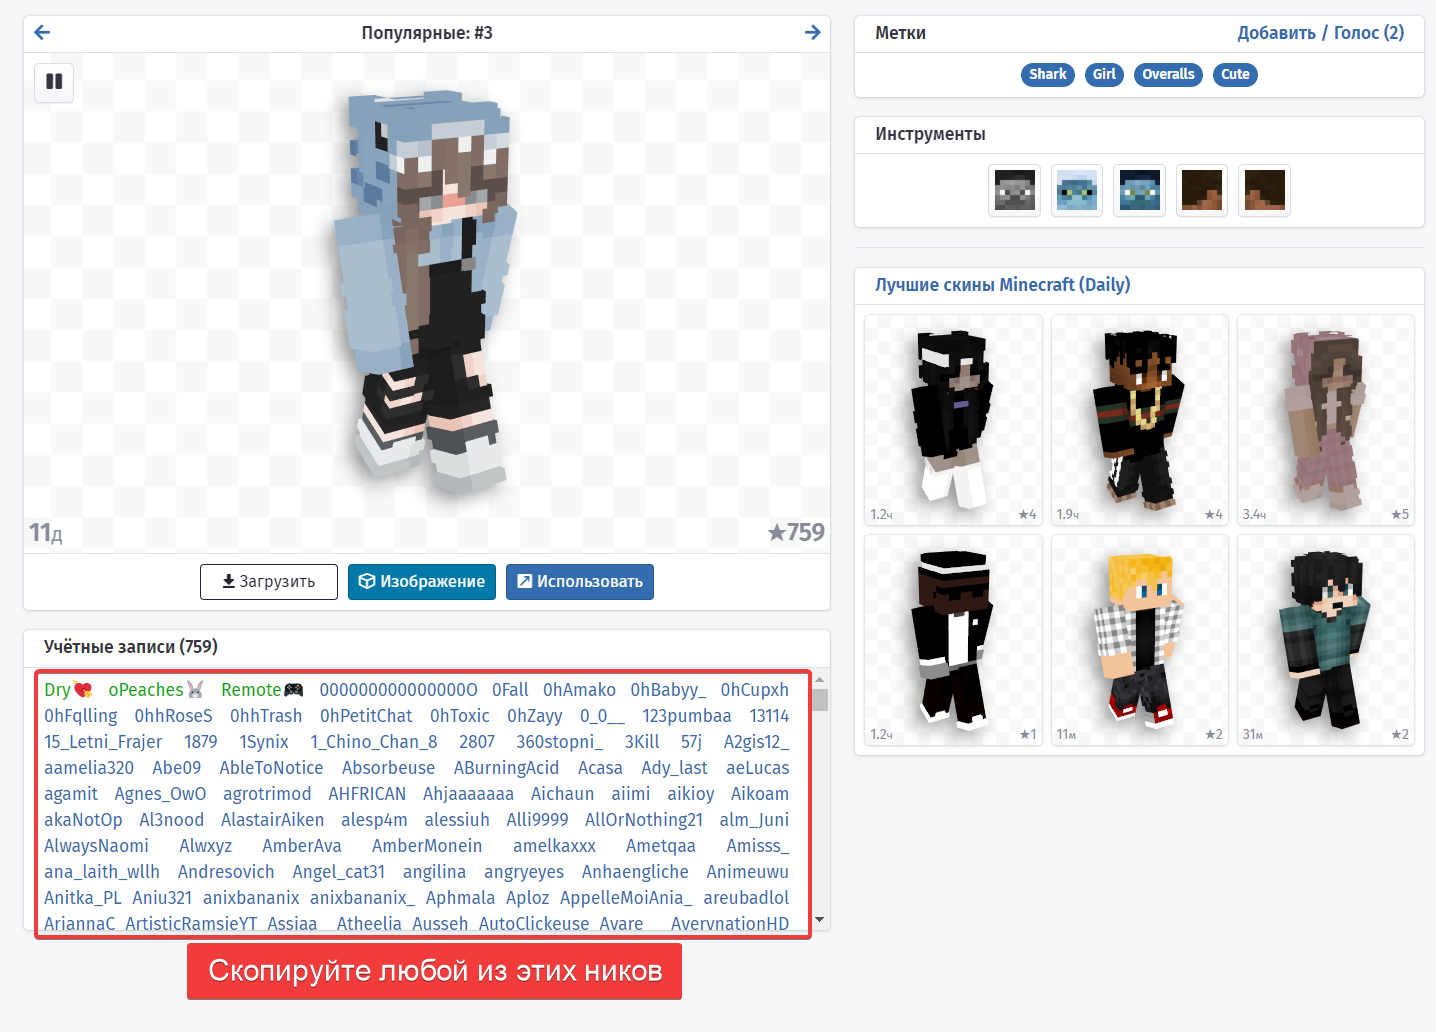 Популярные: #3
11д
★759
Загрузить
Изображение
Использовать
Учётные записи (759)
Dry💘 oPeaches🐰 Remote🎮 000000000000000O 0Fall 0hAmako 0hBabyy_ 0hCupxh
0hFqlling 0hhRoseS 0hhTrash 0hPetitChat 0hToxic 0hZayy 0_0__ 123pumbaa 13114
15_Letni_Frajer 1879 1Synix 1_Chino_Chan_8 2807 360stopni_ 3Kill 57j A2gis12_
aamelia320 Abe09 AbleToNotice Absorbeuse ABurningAcid Acasa Ady_last aeLucas
agamit Agnes_OwO agrotrimod AHFRICAN Ahjaaaaaaa Aichaun aiimi aikioy Aikoam
akaNotOp Al3nood AlastairAiken alesp4m alessiuh Alli9999 AllOrNothing21 alm_Juni
AlwaysNaomi Alwxyz AmberAva AmberMonein amelkaxxx Ametqaa Amisss_
ana_laith_wllh Andresovich Angel_cat31 angilina angryeyes Anhaengliche Animeuwu
Anitka_PL Aniu321 anixbananix anixbananix_ Aphmala Aploz AppelleMoiAnia_ areubadlol
AriannaC ArtisticRamsieYT Assiaa_ Atheelia Ausseh AutoClickeuse Avare_ AverynationHD
Скопируйте любой из этих ников
Метки
Добавить / Голос (2)
Shark Girl Overalls Cute
Инструменты
Лучшие скины Minecraft (Daily)
1.2ч ★4
1.9ч ★4
3.4ч ★5
1.2ч ★1
11м ★2
31м ★2